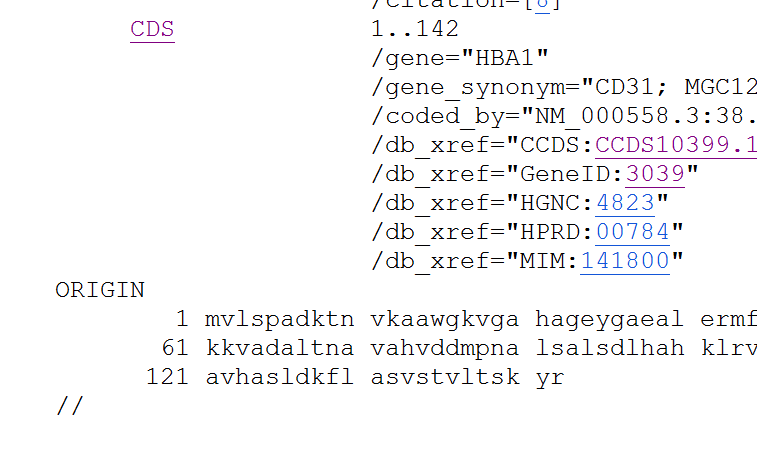 /citation=[8]
CDS 1..142
/gene="HBA1"
/gene_synonym="CD31; MGC12
/coded_by="NM_000558.3:38.
/db_xref="CCDS:CCDS10399.1
/db_xref="GeneID:3039"
/db_xref="HGNC:4823"
/db_xref="HPRD:00784"
/db_xref="MIM:141800"
ORIGIN
1 mvlspadktn vkaawgkvga hageygaeal ermf
61 kkvadaltna vahvddmpna lsalsdlhah klrv
121 avhasldkfl asvstvltsk yr
//